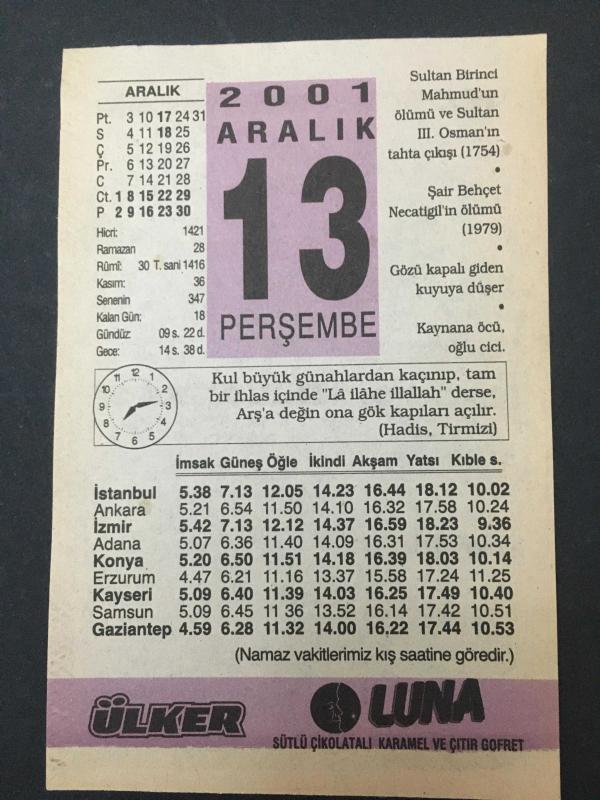 ARALIK
Pt. 3 10 17 24 31
S 4 11 18 25
Ç 5 12 19 26
Pr. 6 13 20 27
C 7 14 21 28
Ct. 1 8 15 22 29
P 2 9 16 23 30
Hicri: 1421
Ramazan 28
Rûmî: 30 T. sani 1416
Kasım: 36
Senenin 347
Kalan Gün: 18
Gündüz 09 s. 22 d.
Gece: 14 s. 38 d.
2001
ARALIK
13
PERŞEMBE
Sultan Birinci
Mahmud'un
ölümü ve Sultan
III. Osman'ın
tahta çıkışı (1754)
•
Şair Behçet
Necatigil'in ölümü
(1979)
•
Gözü kapalı giden
kuyuya düşer
•
Kaynana öcü,
oğlu cici.
12 1 2 3 4 5 6 7 8 9 10 11
Kul büyük günahlardan kaçınıp, tam
bir ihlas içinde "Lâ ilâhe illallah" derse,
Arş'a değin ona gök kapıları açılır.
(Hadis, Tirmizi)
İmsak Güneş Öğle İkindi Akşam Yatsı Kıble s.
İstanbul 5.38 7.13 12.05 14.23 16.44 18.12 10.02
Ankara 5.21 6.54 11.50 14.10 16.32 17.58 10.24
İzmir 5.42 7.13 12.12 14.37 16.59 18.23 9.36
Adana 5.07 6.36 11.40 14.09 16.31 17.53 10.34
Konya 5.20 6.50 11.51 14.18 16.39 18.03 10.14
Erzurum 4.47 6.21 11.16 13.37 15.58 17.24 11.25
Kayseri 5.09 6.40 11.39 14.03 16.25 17.49 10.40
Samsun 5.09 6.45 11 36 13.52 16.14 17.42 10.51
Gaziantep 4.59 6.28 11.32 14.00 16.22 17.44 10.53
(Namaz vakitlerimiz kış saatine göredir.)
ÜLKER
LUNA
SÜTLÜ ÇİKOLATALI KARAMEL VE ÇITIR GOFRET